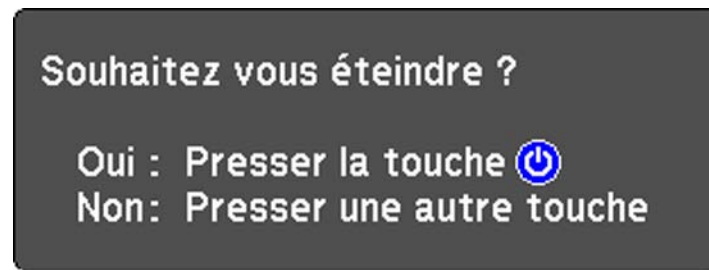 Souhaitez vous éteindre ?
Oui : Presser la touche
Non: Presser une autre touche